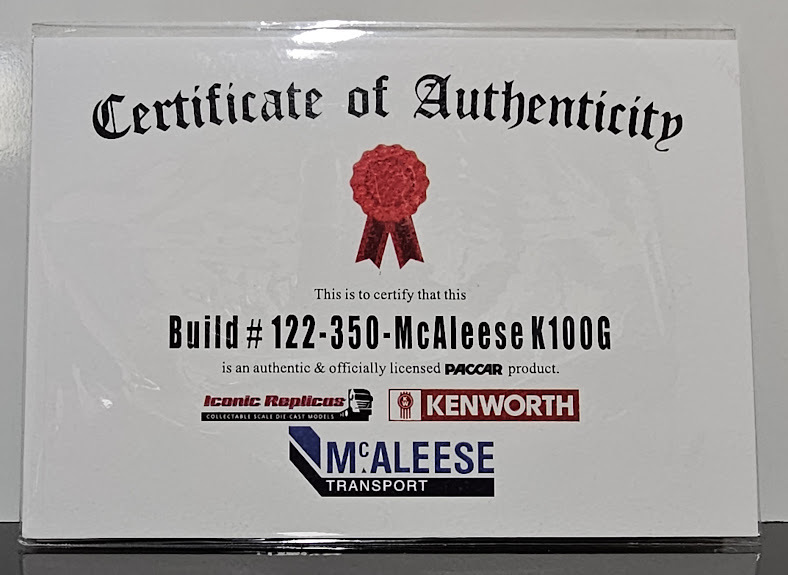 Certificate of Authenticity
This is to certify that this
Build # 122-350-McAleese K100G
is an authentic & officially licensed PACCAR product.
Iconic Replicas
COLLECTABLE SCALE DIE-CAST MODELS
KENWORTH
McALEESE
TRANSPORT